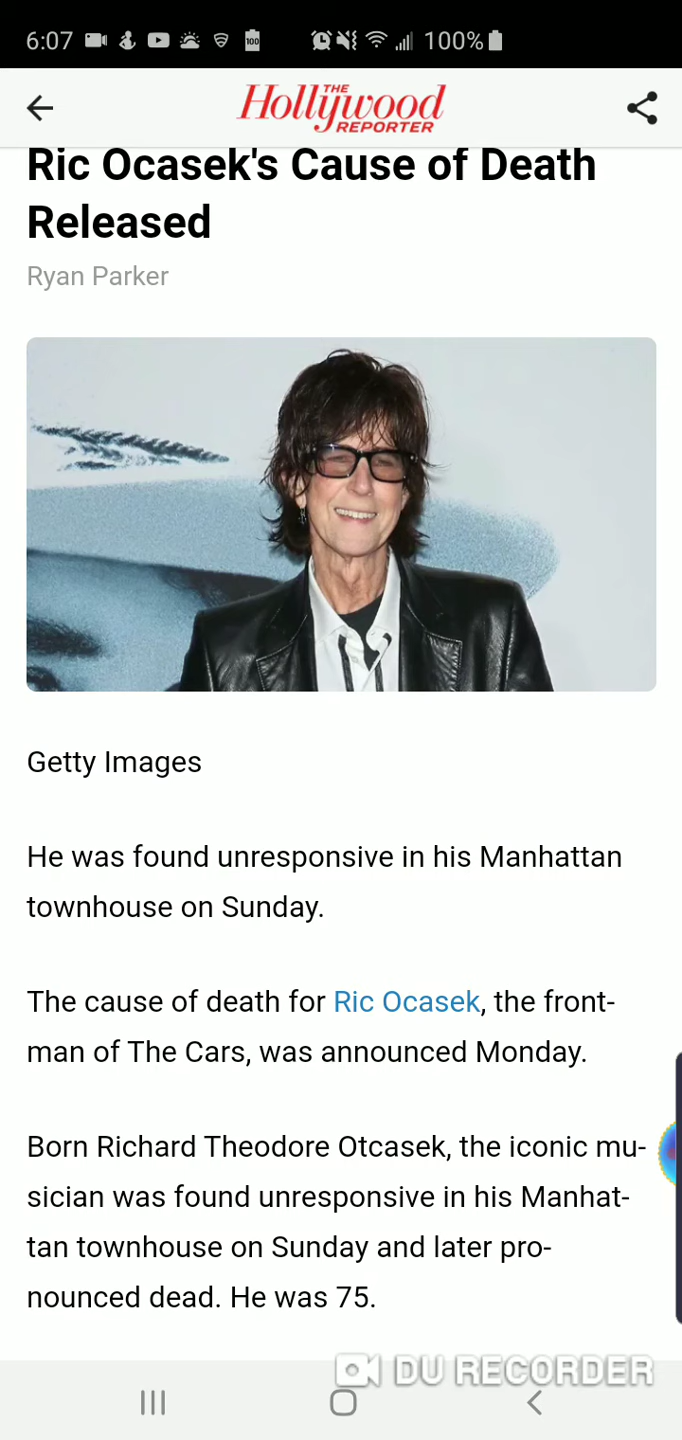 6:07 100 100%
THE
Hollywood
REPORTER
Ric Ocasek's Cause of Death
Released
Ryan Parker
Getty Images
He was found unresponsive in his Manhattan
townhouse on Sunday.
The cause of death for Ric Ocasek, the front-
man of The Cars, was announced Monday.
Born Richard Theodore Otcasek, the iconic mu-
sician was found unresponsive in his Manhat-
tan townhouse on Sunday and later pro-
nounced dead. He was 75.
DU RECORDER